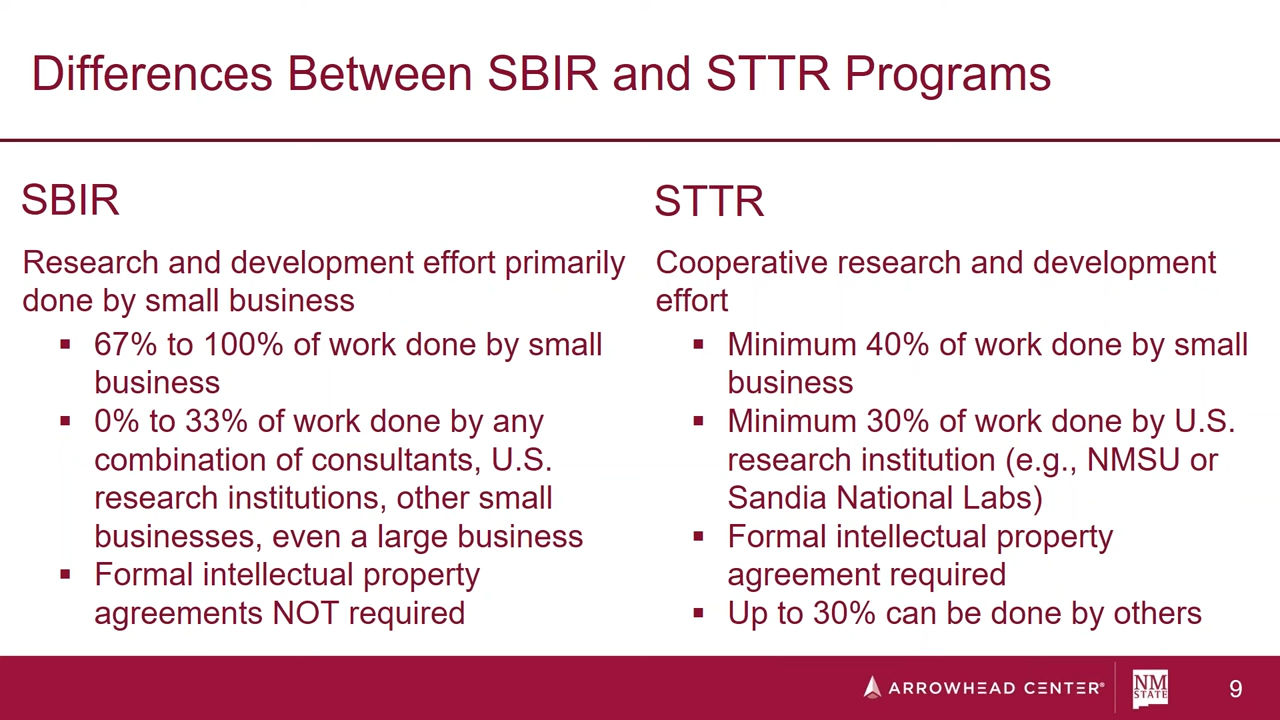 Differences Between SBIR and STTR Programs
SBIR
Research and development effort primarily
done by small business
▪ 67% to 100% of work done by small
business
▪ 0% to 33% of work done by any
combination of consultants, U.S.
research institutions, other small
businesses, even a large business
▪ Formal intellectual property
agreements NOT required
STTR
Cooperative research and development
effort
▪ Minimum 40% of work done by small
business
▪ Minimum 30% of work done by U.S.
research institution (e.g., NMSU or
Sandia National Labs)
▪ Formal intellectual property
agreement required
▪ Up to 30% can be done by others
ARROWHEAD CENTER®
NM
STATE
9